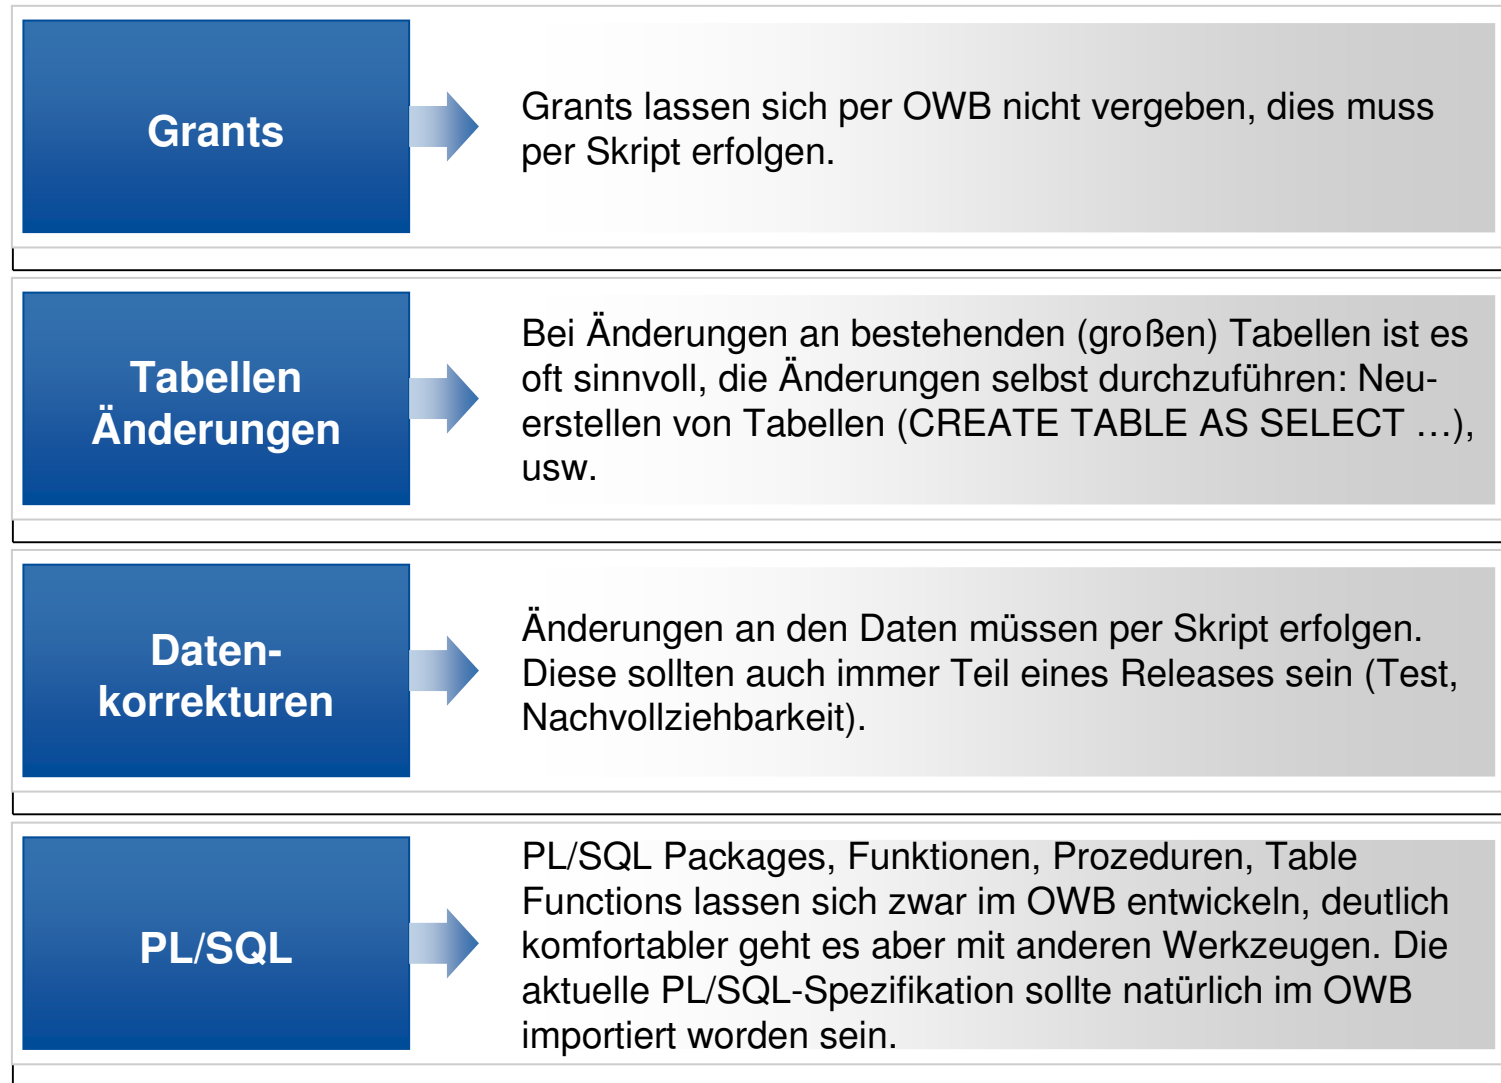 Grants
Grants lassen sich per OWB nicht vergeben, dies muss
per Skript erfolgen.
Tabellen
Änderungen
Bei Änderungen an bestehenden (großen) Tabellen ist es
oft sinnvoll, die Änderungen selbst durchzuführen: Neu-
erstellen von Tabellen (CREATE TABLE AS SELECT …),
usw.
Daten-
korrekturen
Änderungen an den Daten müssen per Skript erfolgen.
Diese sollten auch immer Teil eines Releases sein (Test,
Nachvollziehbarkeit).
PL/SQL
PL/SQL Packages, Funktionen, Prozeduren, Table
Functions lassen sich zwar im OWB entwickeln, deutlich
komfortabler geht es aber mit anderen Werkzeugen. Die
aktuelle PL/SQL-Spezifikation sollte natürlich im OWB
importiert worden sein.